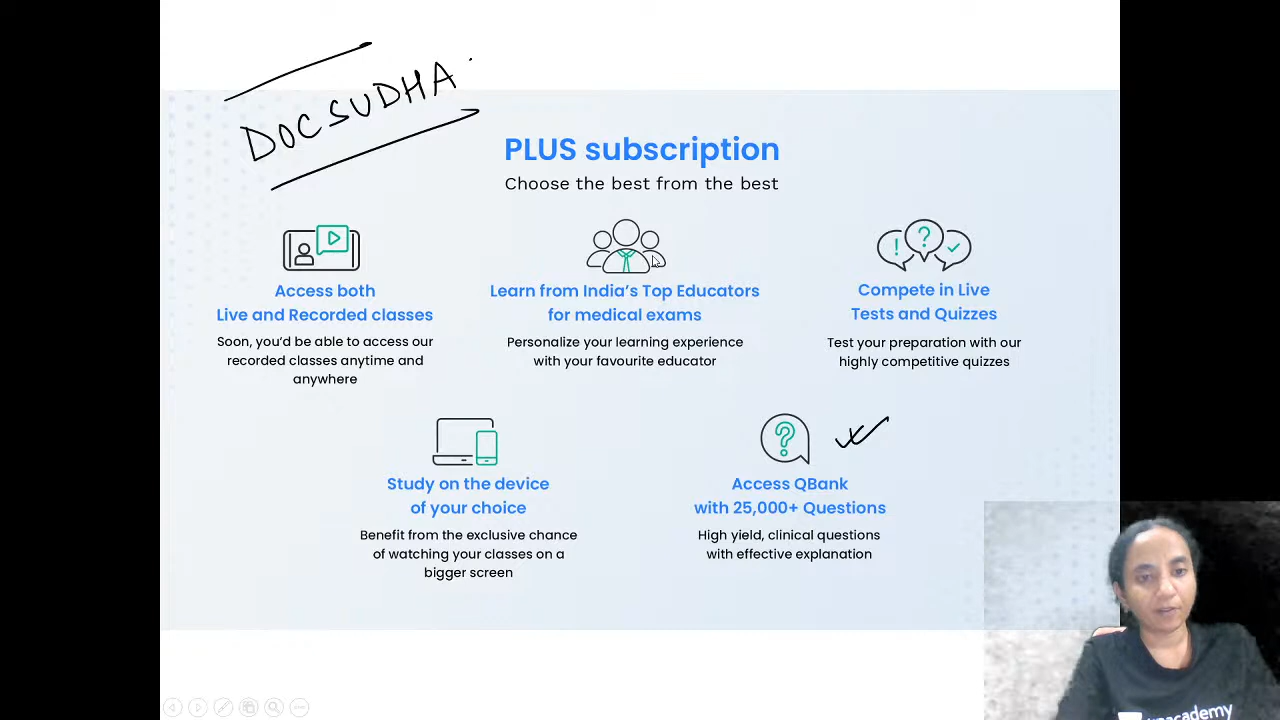 DOCSUDHA
PLUS subscription
Choose the best from the best
Access both
Live and Recorded classes
Soon, you'd be able to access our
recorded classes anytime and
anywhere
Learn from India's Top Educators
for medical exams
Personalize your learning experience
with your favourite educator
Compete in Live
Tests and Quizzes
Test your preparation with our
highly competitive quizzes
Study on the device
of your choice
Benefit from the exclusive chance
of watching your classes on a
bigger screen
Access QBank
with 25,000+ Questions
High yield, clinical questions
with effective explanation